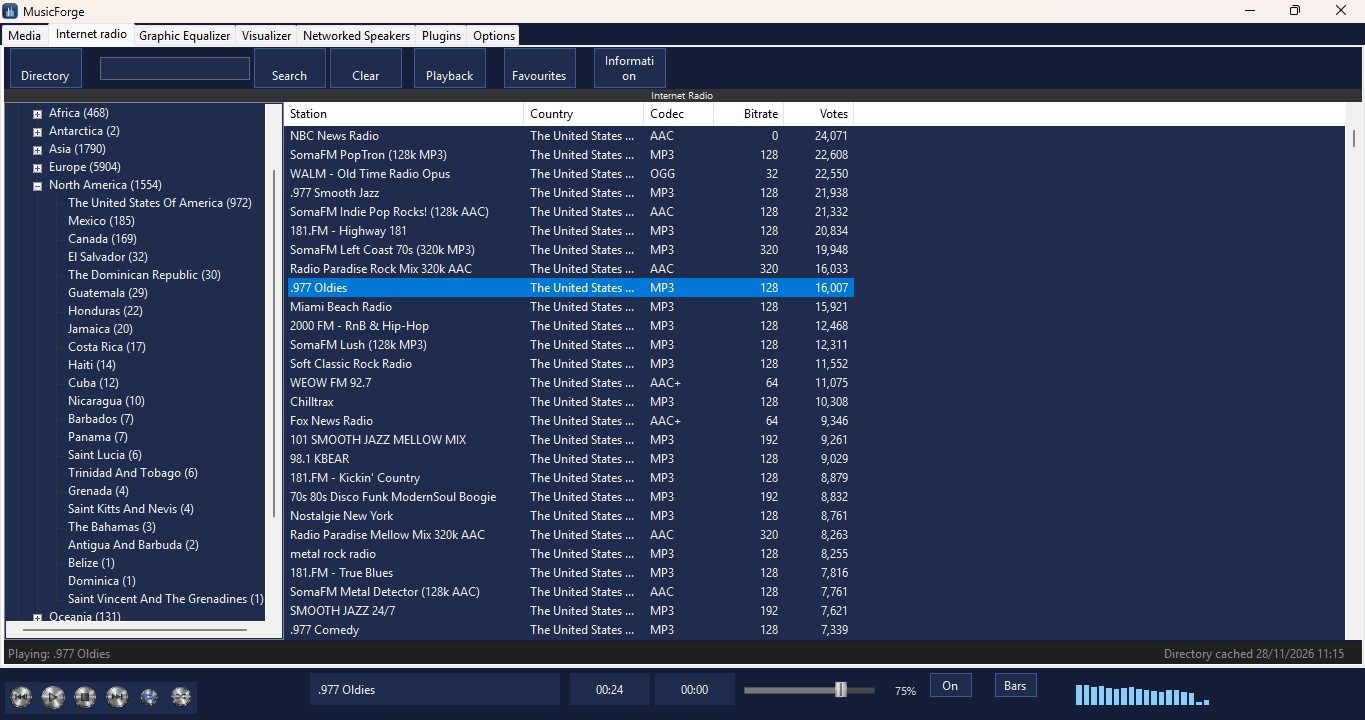 MusicForge
Media Internet radio Graphic Equalizer Visualizer Networked Speakers Plugins Options
Directory Search Clear Playback Favourites Informati
on
Internet Radio
Africa (468)
Antarctica (2)
Asia (1790)
Europe (5904)
North America (1554)
The United States Of America (972)
Mexico (185)
Canada (169)
El Salvador (32)
The Dominican Republic (30)
Guatemala (29)
Honduras (22)
Jamaica (20)
Costa Rica (17)
Haiti (14)
Cuba (12)
Nicaragua (10)
Barbados (7)
Panama (7)
Saint Lucia (6)
Trinidad And Tobago (6)
Grenada (4)
Saint Kitts And Nevis (4)
The Bahamas (3)
Antigua And Barbuda (2)
Belize (1)
Dominica (1)
Saint Vincent And The Grenadines (1)
Oceania (131)
Station Country Codec Bitrate Votes
NBC News Radio The United States ... AAC 0 24,071
SomaFM PopTron (128k MP3) The United States ... MP3 128 22,608
WALM - Old Time Radio Opus The United States ... OGG 32 22,550
.977 Smooth Jazz The United States ... MP3 128 21,938
SomaFM Indie Pop Rocks! (128k AAC) The United States ... AAC 128 21,332
181.FM - Highway 181 The United States ... MP3 128 20,834
SomaFM Left Coast 70s (320k MP3) The United States ... MP3 320 19,948
Radio Paradise Rock Mix 320k AAC The United States ... AAC 320 16,033
.977 Oldies The United States ... MP3 128 16,007
Miami Beach Radio The United States ... MP3 128 15,921
2000 FM - RnB & Hip-Hop The United States ... MP3 128 12,468
SomaFM Lush (128k MP3) The United States ... MP3 128 12,311
Soft Classic Rock Radio The United States ... MP3 128 11,552
WEOW FM 92.7 The United States ... AAC+ 64 11,075
Chilltrax The United States ... MP3 128 10,308
Fox News Radio The United States ... AAC+ 64 9,346
101 SMOOTH JAZZ MELLOW MIX The United States ... MP3 192 9,261
98.1 KBEAR The United States ... MP3 128 9,029
181.FM - Kickin' Country The United States ... MP3 128 8,879
70s 80s Disco Funk ModernSoul Boogie The United States ... MP3 192 8,832
Nostalgie New York The United States ... MP3 128 8,761
Radio Paradise Mellow Mix 320k AAC The United States ... AAC 320 8,263
metal rock radio The United States ... MP3 128 8,255
181.FM - True Blues The United States ... MP3 128 7,816
SomaFM Metal Detector (128k AAC) The United States ... AAC 128 7,761
SMOOTH JAZZ 24/7 The United States ... MP3 192 7,621
.977 Comedy The United States ... MP3 128 7,339
Playing: .977 Oldies Directory cached 28/11/2026 11:15
.977 Oldies 00:24 00:00 75% On Bars